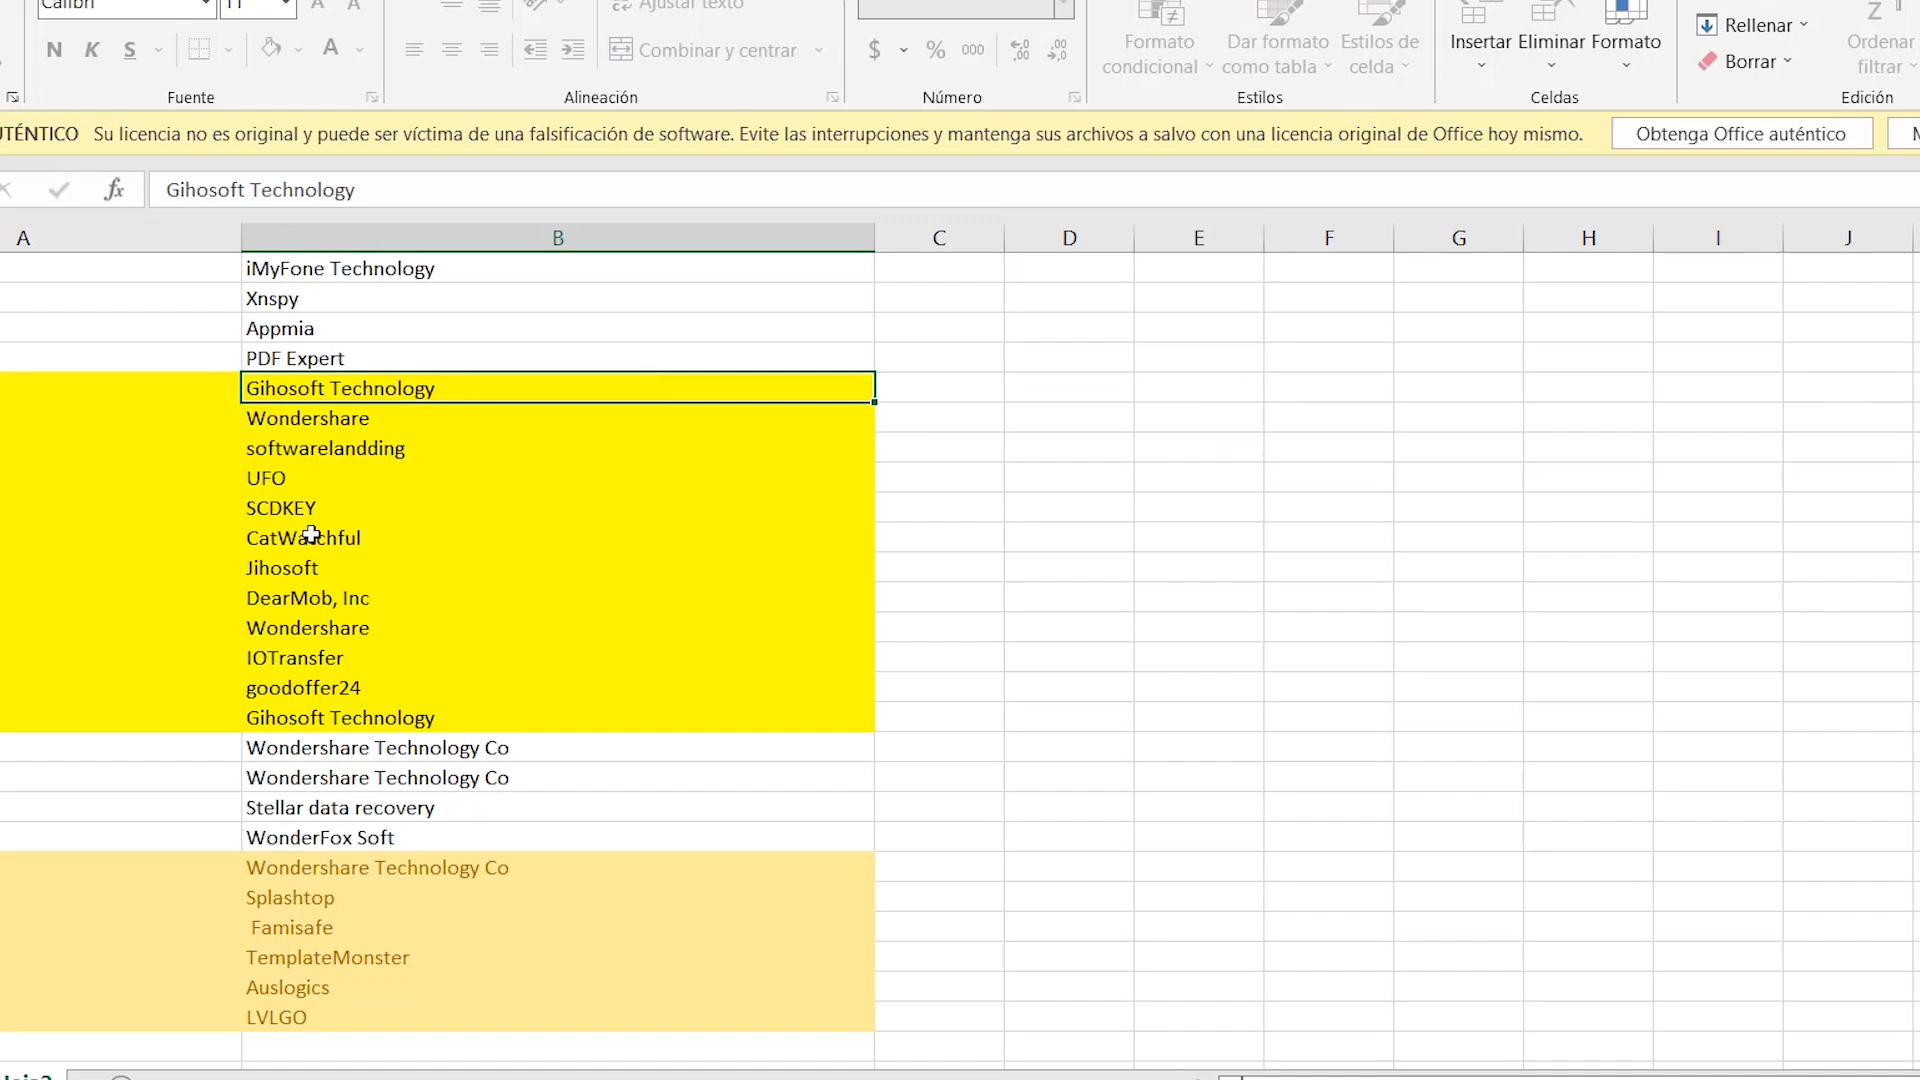 Calibri 11 A A Ajustar texto
N K S A Combinar y centrar $ % 000 Formato condicional Dar formato como tabla Estilos de celda Insertar Eliminar Formato Rellenar Borrar Ordenar filtrar
Fuente Alineación Número Estilos Celdas Edición
UTÉNTICO Su licencia no es original y puede ser víctima de una falsificación de software. Evite las interrupciones y mantenga sus archivos a salvo con una licencia original de Office hoy mismo. Obtenga Office auténtico
fx Gihosoft Technology
A B C D E F G H I J
iMyFone Technology
Xnspy
Appmia
PDF Expert
Gihosoft Technology
Wondershare
softwarelandding
UFO
SCDKEY
CatWatchful
Jihosoft
DearMob, Inc
Wondershare
IOTransfer
goodoffer24
Gihosoft Technology
Wondershare Technology Co
Wondershare Technology Co
Stellar data recovery
WonderFox Soft
Wondershare Technology Co
Splashtop
Famisafe
TemplateMonster
Auslogics
LVLGO